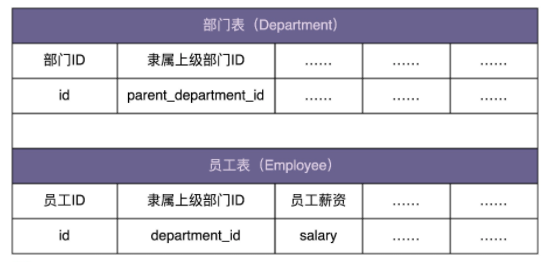 部门表（Department）
部门ID 隶属上级部门ID …… …… ……
id parent_department_id …… …… ……
员工表（Employee）
员工ID 隶属上级部门ID 员工薪资 …… ……
id department_id salary …… ……